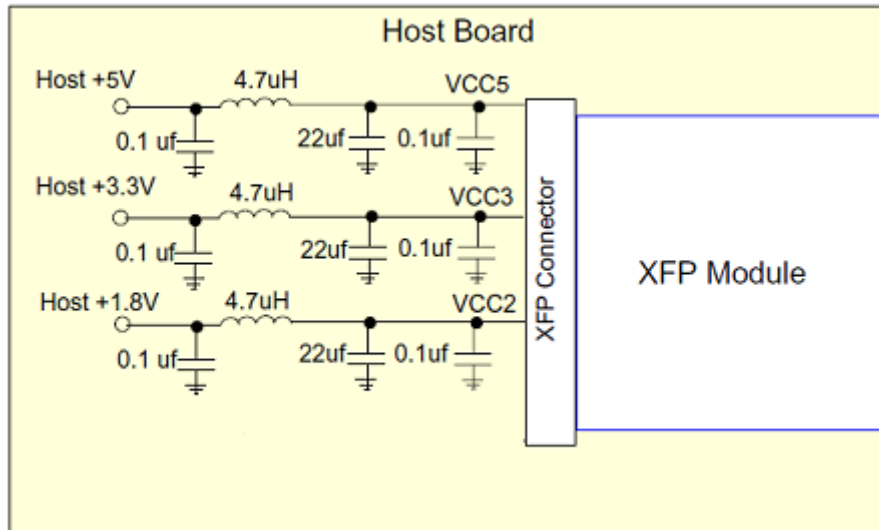 Host Board
Host +5V
4.7uH
VCC5
0.1 uf
22uf
0.1uf
Host +3.3V
4.7uH
VCC3
0.1 uf
22uf
0.1uf
Host +1.8V
4.7uH
VCC2
0.1 uf
22uf
0.1uf
XFP Connector
XFP Module